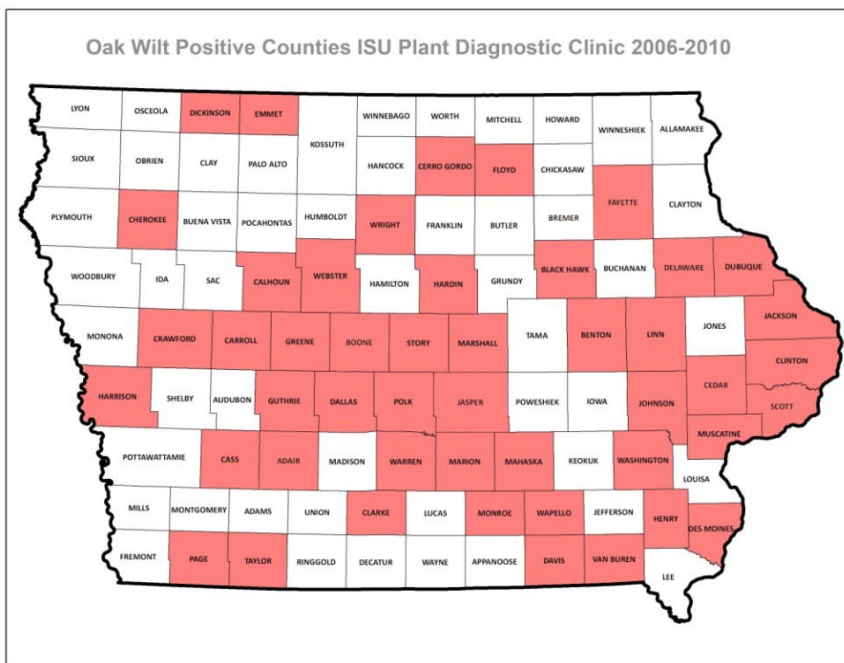 Oak Wilt Positive Counties ISU Plant Diagnostic Clinic 2006-2010
LYON
OSCEOLA
DICKINSON
EMMET
KOSSUTH
WINNEBAGO
WORTH
MITCHELL
HOWARD
WINNESHIEK
ALLAMAKEE
SIOUX
OBRIEN
CLAY
PALO ALTO
HANCOCK
CERRO GORDO
FLOYD
CHICKASAW
FAYETTE
CLAYTON
PLYMOUTH
CHEROKEE
BUENA VISTA
POCAHONTAS
HUMBOLDT
WRIGHT
FRANKLIN
BUTLER
BREMER
WOODBURY
IDA
SAC
CALHOUN
WEBSTER
HAMILTON
HARDIN
GRUNDY
BLACK HAWK
BUCHANAN
DELAWARE
DUBUQUE
MONONA
CRAWFORD
CARROLL
GREENE
BOONE
STORY
MARSHALL
TAMA
BENTON
LINN
JONES
JACKSON
CLINTON
HARRISON
SHELBY
AUDUBON
GUTHRIE
DALLAS
POLK
JASPER
POWESHIEK
IOWA
JOHNSON
CEDAR
SCOTT
MUSCATINE
POTTAWATTAMIE
CASS
ADAIR
MADISON
WARREN
MARION
MAHASKA
KEOKUK
WASHINGTON
LOUISA
MILLS
MONTGOMERY
ADAMS
UNION
CLARKE
LUCAS
MONROE
WAPELLO
JEFFERSON
HENRY
DES MOINES
FREMONT
PAGE
TAYLOR
RINGGOLD
DECATUR
WAYNE
APPANOOSE
DAVIS
VAN BUREN
LEE